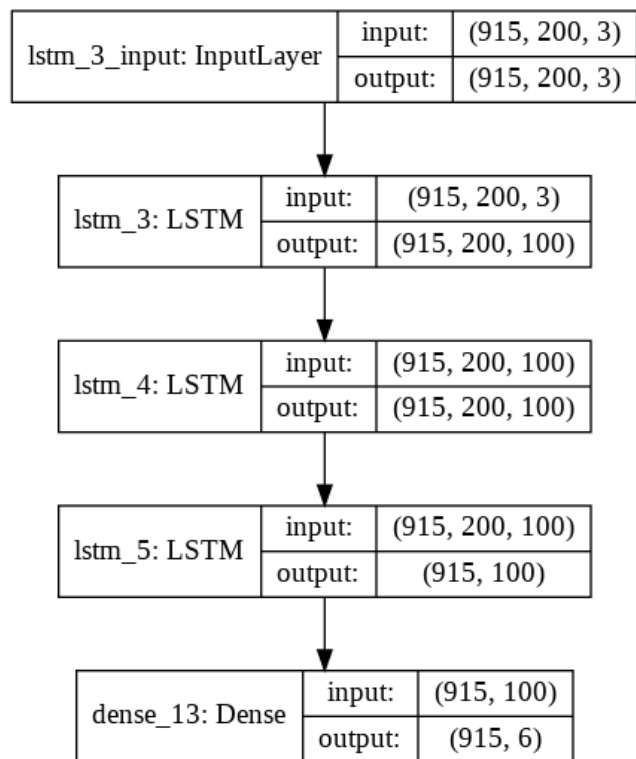 lstm_3_input: InputLayer
input: (915, 200, 3)
output: (915, 200, 3)
lstm_3: LSTM
input: (915, 200, 3)
output: (915, 200, 100)
lstm_4: LSTM
input: (915, 200, 100)
output: (915, 200, 100)
lstm_5: LSTM
input: (915, 200, 100)
output: (915, 100)
dense_13: Dense
input: (915, 100)
output: (915, 6)